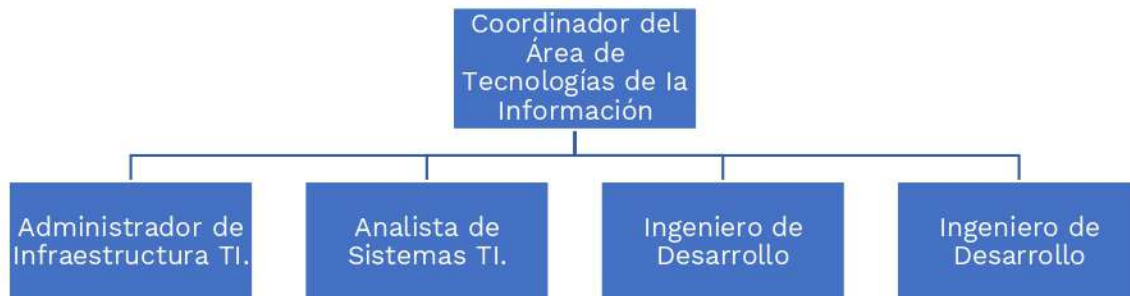 Coordinador del
Área de
Tecnologías de la
Información
Administrador de
Infraestructura TI.
Analista de
Sistemas TI.
Ingeniero de
Desarrollo
Ingeniero de
Desarrollo